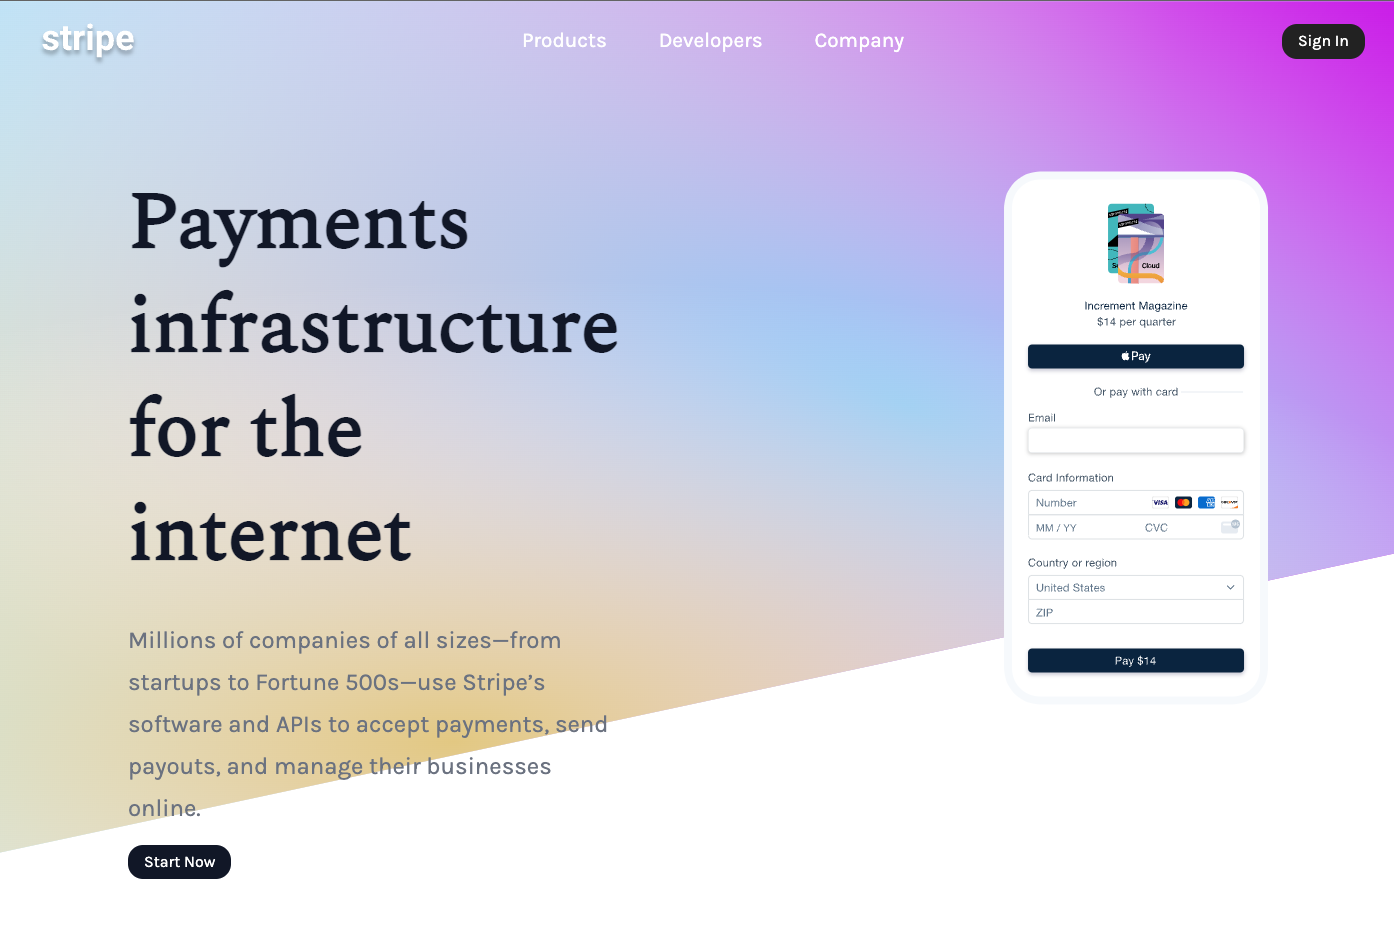 stripe
Products
Developers
Company
Sign In
Payments
infrastructure
for the
internet
Millions of companies of all sizes—from
startups to Fortune 500s—use Stripe’s
software and APIs to accept payments, send
payouts, and manage their businesses
online.
Start Now
Cloud
Increment Magazine
$14 per quarter
Pay
Or pay with card
Email
Card Information
Number
VISA
MM / YY
CVC
Country or region
United States
ZIP
Pay $14